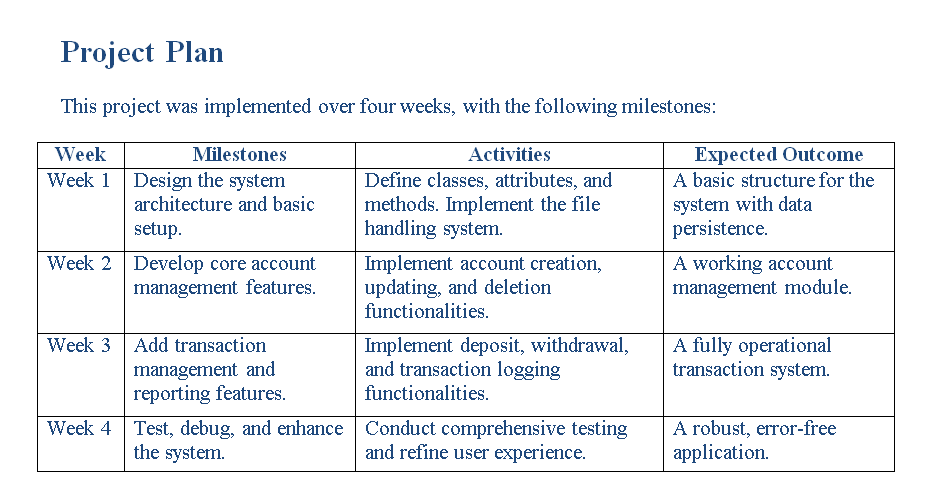 Project Plan
This project was implemented over four weeks, with the following milestones:
Week Milestones Activities Expected Outcome
Week 1 Design the system Define classes, attributes, and A basic structure for the
architecture and basic methods. Implement the file system with data
setup. handling system. persistence.
Week 2 Develop core account Implement account creation, A working account
management features. updating, and deletion management module.
functionalities.
Week 3 Add transaction Implement deposit, withdrawal, A fully operational
management and and transaction logging transaction system.
reporting features. functionalities.
Week 4 Test, debug, and enhance Conduct comprehensive testing A robust, error-free
the system. and refine user experience. application.